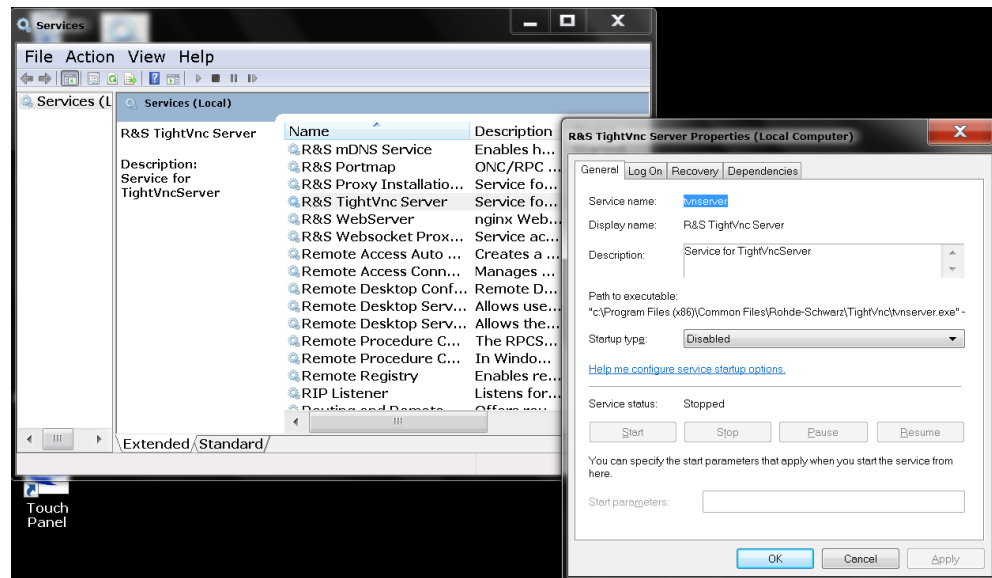 Services
File Action View Help
Services (L
Services (Local)
R&S TightVnc Server
Description:
Service for
TightVncServer
Name Description
R&S mDNS Service Enables h...
R&S Portmap ONC/RPC ...
R&S Proxy Installatio... Service fo...
R&S TightVnc Server Service fo...
R&S WebServer nginx Web...
R&S Websocket Prox... Service ac...
Remote Access Auto ... Creates a ...
Remote Access Conn... Manages ...
Remote Desktop Conf... Remote D...
Remote Desktop Serv... Allows use...
Remote Desktop Serv... Allows the...
Remote Procedure C... The RPCS...
Remote Procedure C... In Windo...
Remote Registry Enables re...
RIP Listener Listens for...
Routing and Remote Offers rou
Extended Standard
Touch
Panel
R&S TightVnc Server Properties (Local Computer)
General Log On Recovery Dependencies
Service name: tvnserver
Display name: R&S TightVnc Server
Description: Service for TightVncServer
Path to executable:
"c:\Program Files (x86)\Common Files\Rohde-Schwarz\TightVnc\tvnserver.exe" -
Startup type: Disabled
Help me configure service startup options.
Service status: Stopped
Start Stop Pause Resume
You can specify the start parameters that apply when you start the service from
here.
Start parameters:
OK Cancel Apply